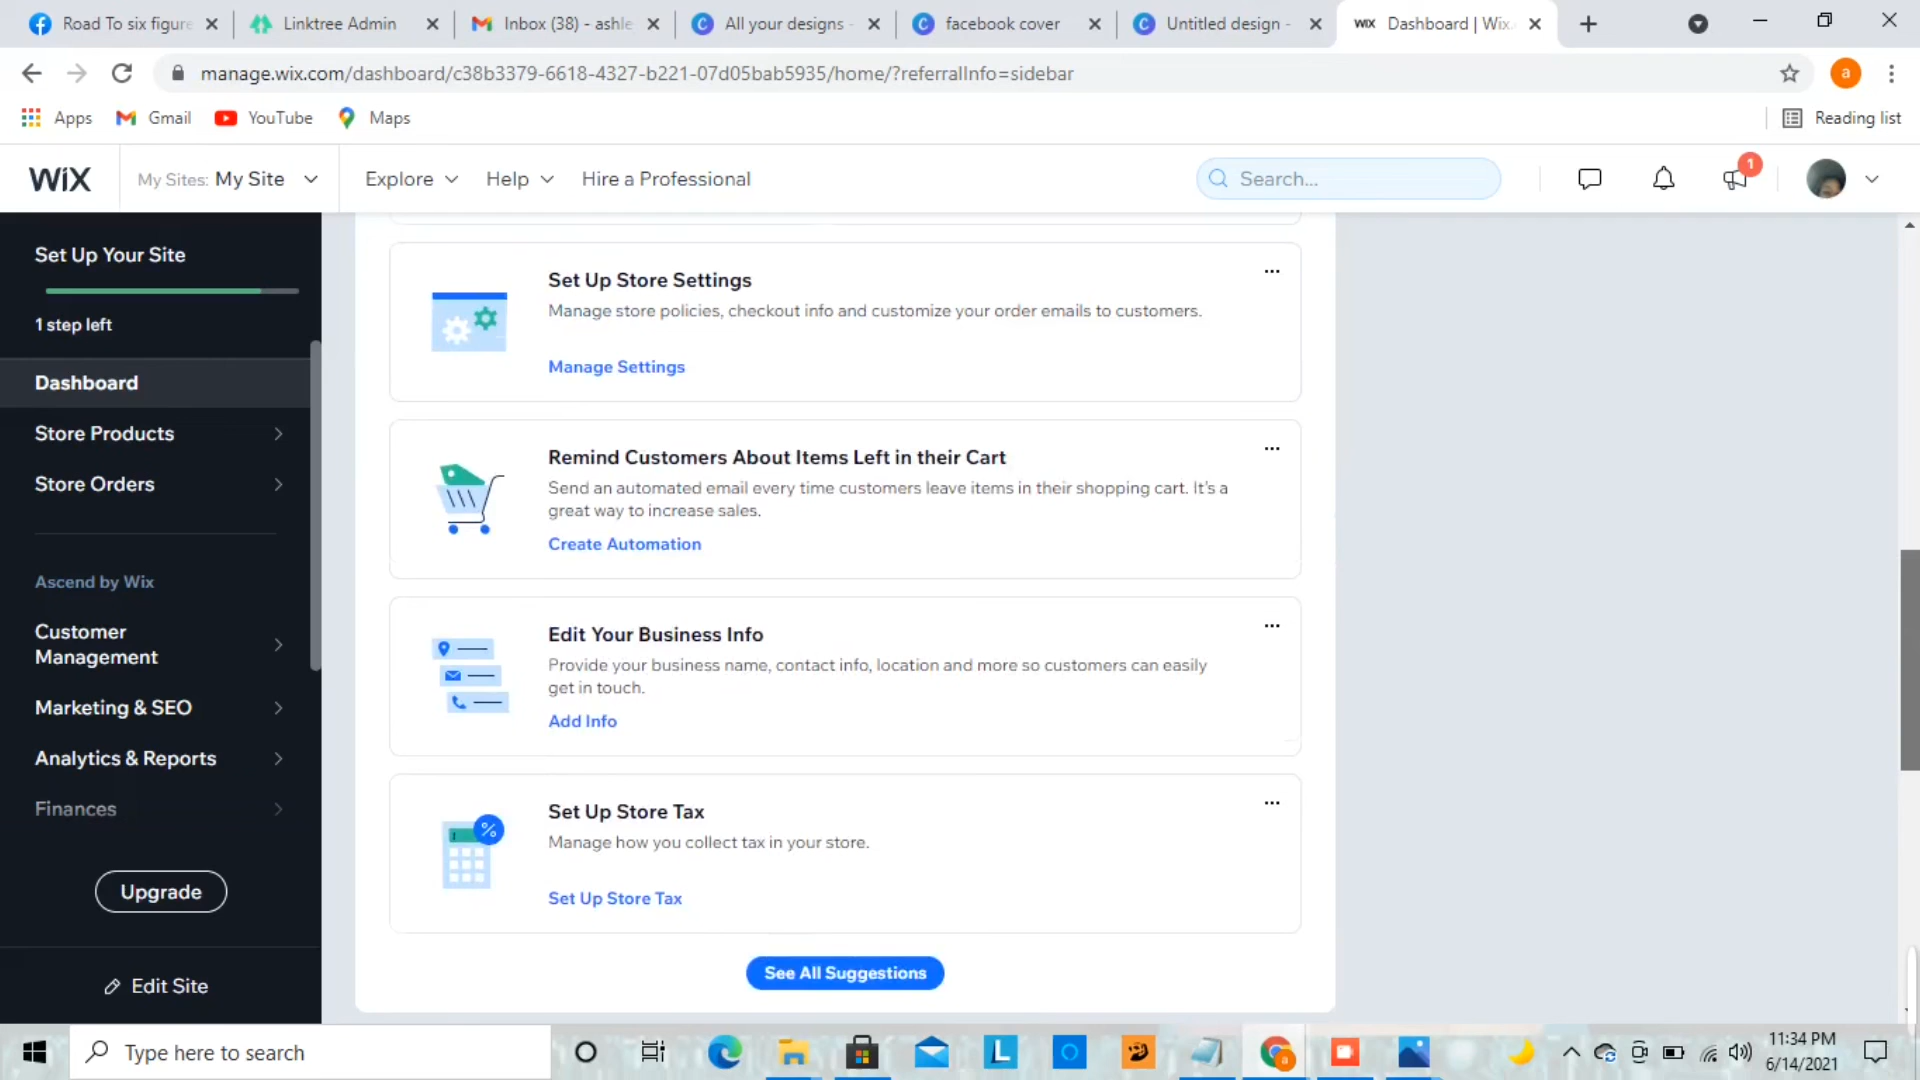 Road To six figure
Linktree Admin
Inbox (38) - ashle
All your designs -
facebook cover
Untitled design -
WIX Dashboard | Wix.
manage.wix.com/dashboard/c38b3379-6618-4327-b221-07d05bab5935/home/?referralInfo=sidebar
a
Apps
Gmail
YouTube
Maps
Reading list
WiX
My Sites: My Site
Explore
Help
Hire a Professional
Search...
1
Set Up Your Site
1 step left
Dashboard
Store Products
Store Orders
Ascend by Wix
Customer
Management
Marketing & SEO
Analytics & Reports
Finances
Upgrade
Edit Site
Set Up Store Settings
Manage store policies, checkout info and customize your order emails to customers.
Manage Settings
Remind Customers About Items Left in their Cart
Send an automated email every time customers leave items in their shopping cart. It's a
great way to increase sales.
Create Automation
Edit Your Business Info
Provide your business name, contact info, location and more so customers can easily
get in touch.
Add Info
Set Up Store Tax
Manage how you collect tax in your store.
Set Up Store Tax
See All Suggestions
Type here to search
L
a
11:34 PM
6/14/2021